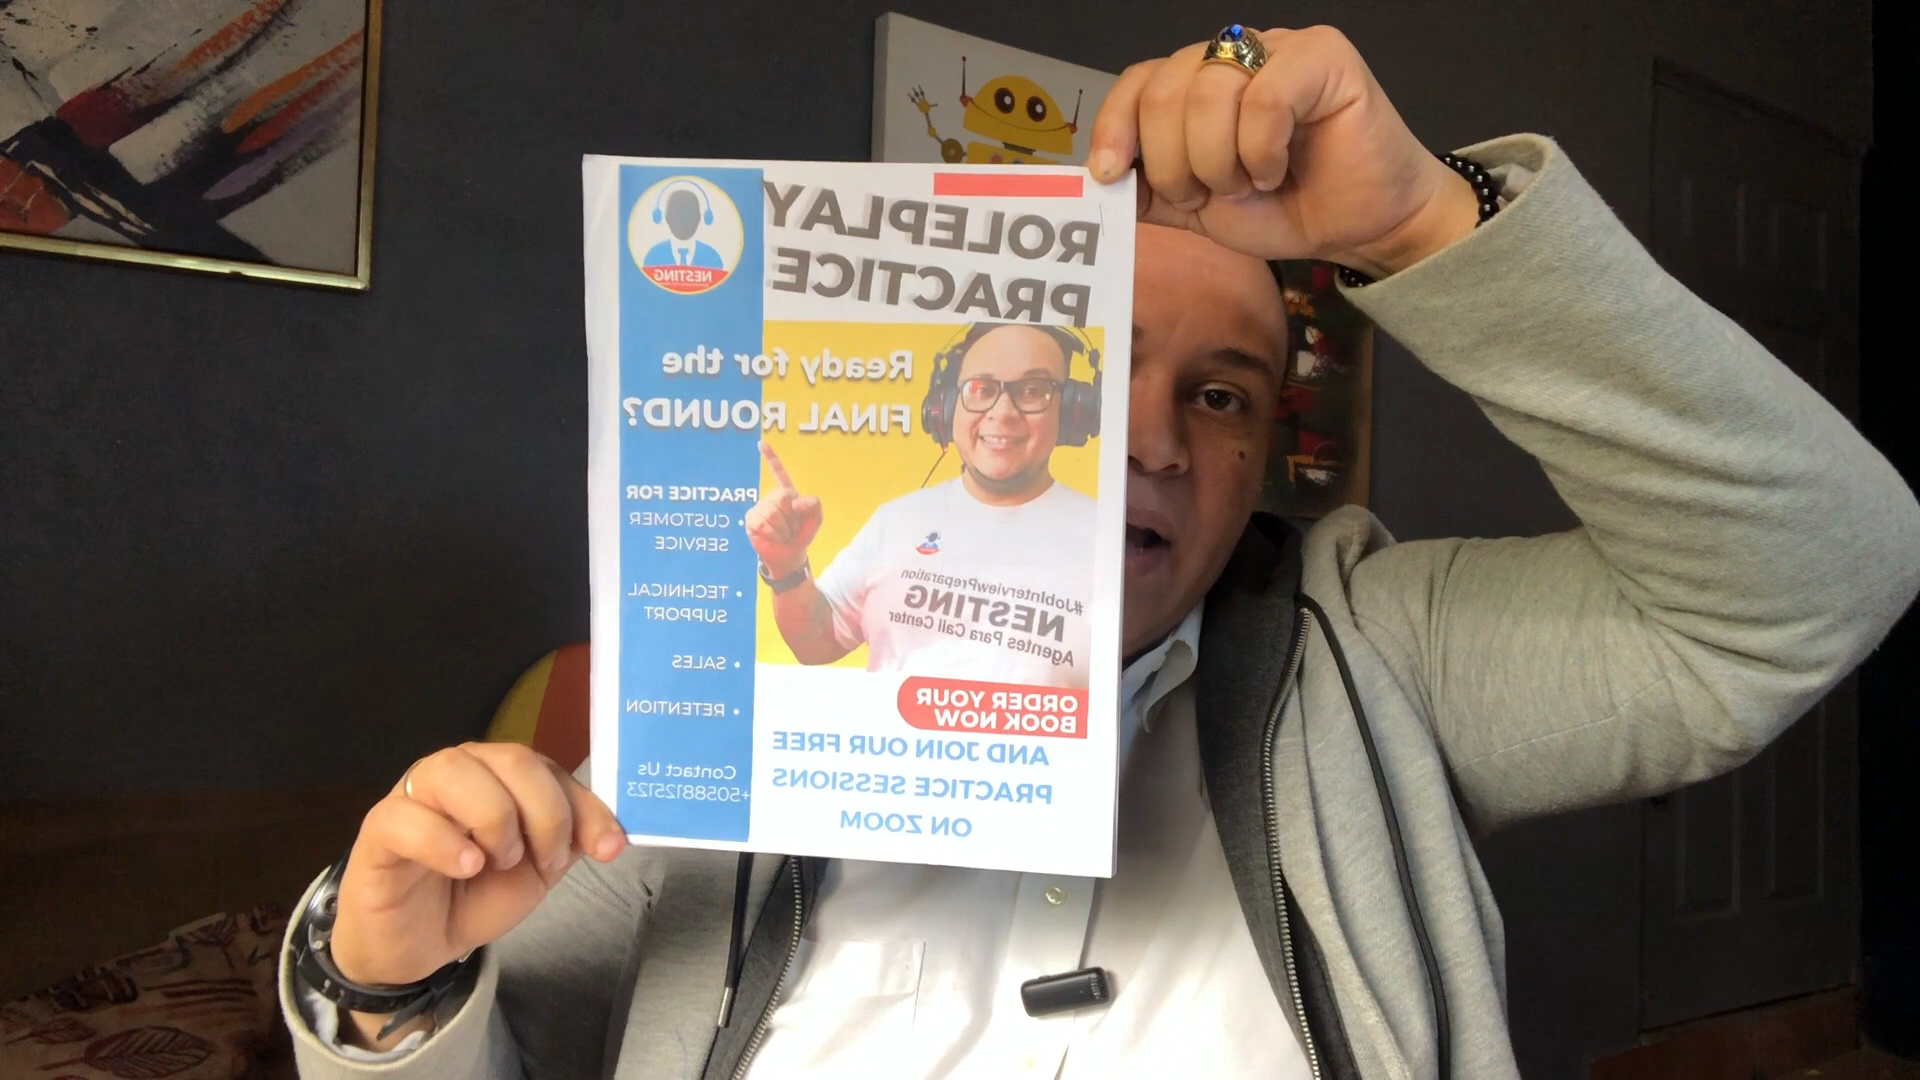 ROLEPLAY
PRACTICE
NESTING
Ready for the
FINAL ROUND?
PRACTICE FOR
• CUSTOMER
SERVICE
• TECHNICAL
SUPPORT
• SALES
• RETENTION
Contact Us
+50588125123
#JobInterviewPreparation
NESTING
Agentes Para Call Center
ORDER YOUR
BOOK NOW
AND JOIN OUR FREE
PRACTICE SESSIONS
ON ZOOM